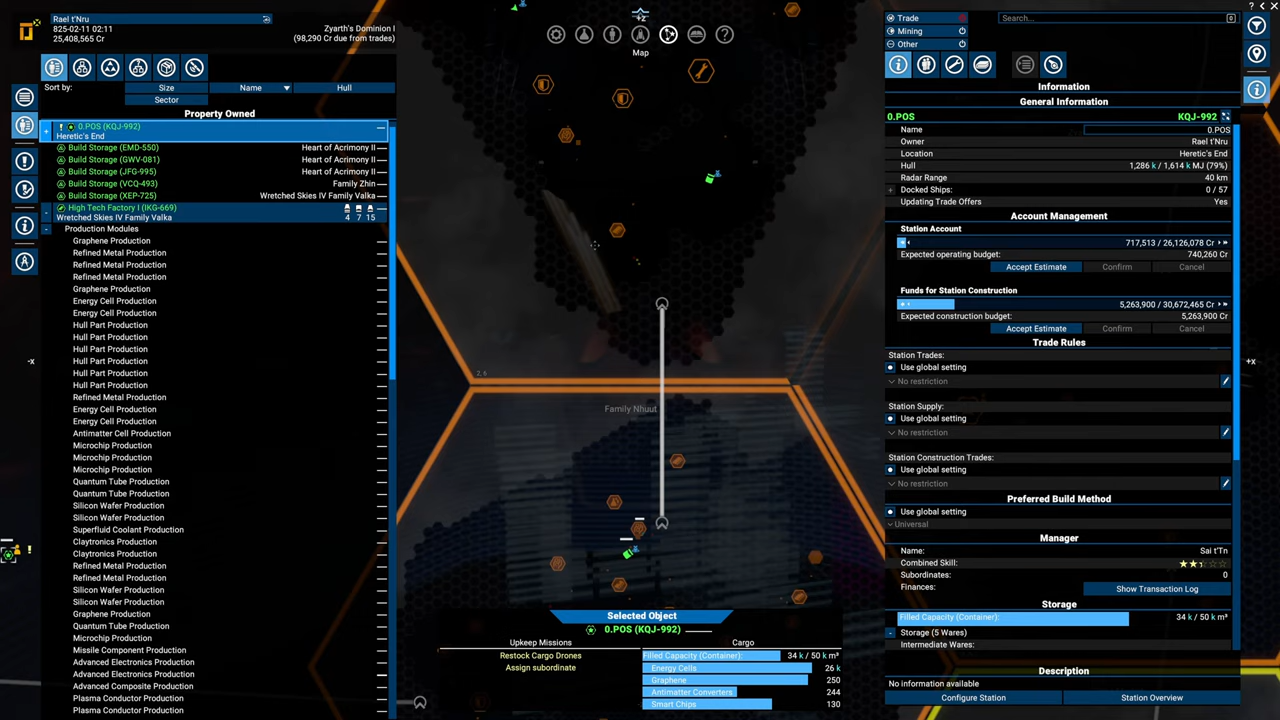 Rael t'Nru
825-02-11 02:11
25,408,565 Cr
Zyarth's Dominion I
(98,290 Cr due from trades)
Sort by:
Size
Name
Hull
Sector
Property Owned
0.POS (KQJ-992)
Heretic's End
Build Storage (EMD-550) Heart of Acrimony II
Build Storage (GWV-081) Heart of Acrimony II
Build Storage (JFG-995) Heart of Acrimony II
Build Storage (VCQ-493) Family Zhin
Build Storage (XEP-725) Wretched Skies IV Family Valka
High Tech Factory I (IKG-669)
Wretched Skies IV Family Valka 4 7 15
Production Modules
Graphene Production
Refined Metal Production
Refined Metal Production
Refined Metal Production
Graphene Production
Energy Cell Production
Energy Cell Production
Hull Part Production
Hull Part Production
Hull Part Production
Hull Part Production
Hull Part Production
Hull Part Production
Refined Metal Production
Energy Cell Production
Energy Cell Production
Antimatter Cell Production
Microchip Production
Microchip Production
Microchip Production
Quantum Tube Production
Quantum Tube Production
Silicon Wafer Production
Silicon Wafer Production
Superfluid Coolant Production
Claytronics Production
Claytronics Production
Refined Metal Production
Refined Metal Production
Silicon Wafer Production
Silicon Wafer Production
Graphene Production
Quantum Tube Production
Microchip Production
Missile Component Production
Advanced Electronics Production
Advanced Electronics Production
Advanced Composite Production
Plasma Conductor Production
Plasma Conductor Production
Map
-x
+x
Family Nhuut
Selected Object
0.POS (KQJ-992)
Upkeep Missions
Restock Cargo Drones
Assign subordinate
Cargo
Filled Capacity (Container): 34 k / 50 k m³
Energy Cells 26 k
Graphene 250
Antimatter Converters 244
Smart Chips 130
Trade
Mining
Other
Search...
Information
General Information
0.POS KQJ-992
Name 0.POS
Owner Rael t'Nru
Location Heretic's End
Hull 1,286 k / 1,614 k MJ (79%)
Radar Range 40 km
Docked Ships: 0 / 57
Updating Trade Offers Yes
Account Management
Station Account
717,513 / 26,126,078 Cr
Expected operating budget: 740,260 Cr
Accept Estimate Confirm Cancel
Funds for Station Construction
5,263,900 / 30,672,465 Cr
Expected construction budget: 5,263,900 Cr
Accept Estimate Confirm Cancel
Trade Rules
Station Trades:
Use global setting
No restriction
Station Supply:
Use global setting
No restriction
Station Construction Trades:
Use global setting
No restriction
Preferred Build Method
Use global setting
Universal
Manager
Name: Sai t'Tn
Combined Skill:
Subordinates: 0
Finances: Show Transaction Log
Storage
Filled Capacity (Container): 34 k / 50 k m³
Storage (5 Wares)
Intermediate Wares:
Description
No information available
Configure Station Station Overview